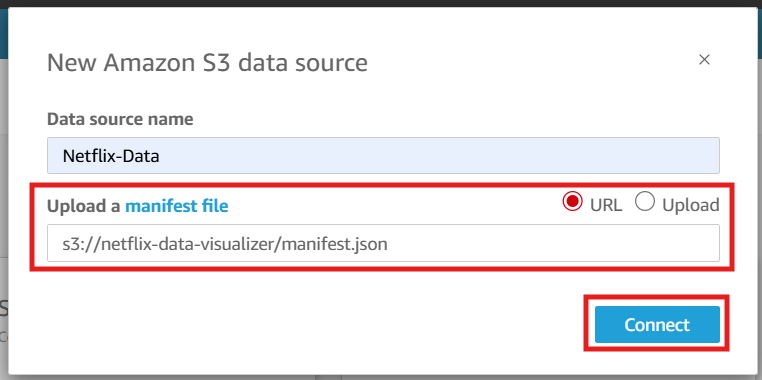 New Amazon S3 data source
×
Data source name
Netflix-Data
Upload a manifest file URL Upload
s3://netflix-data-visualizer/manifest.json
Connect